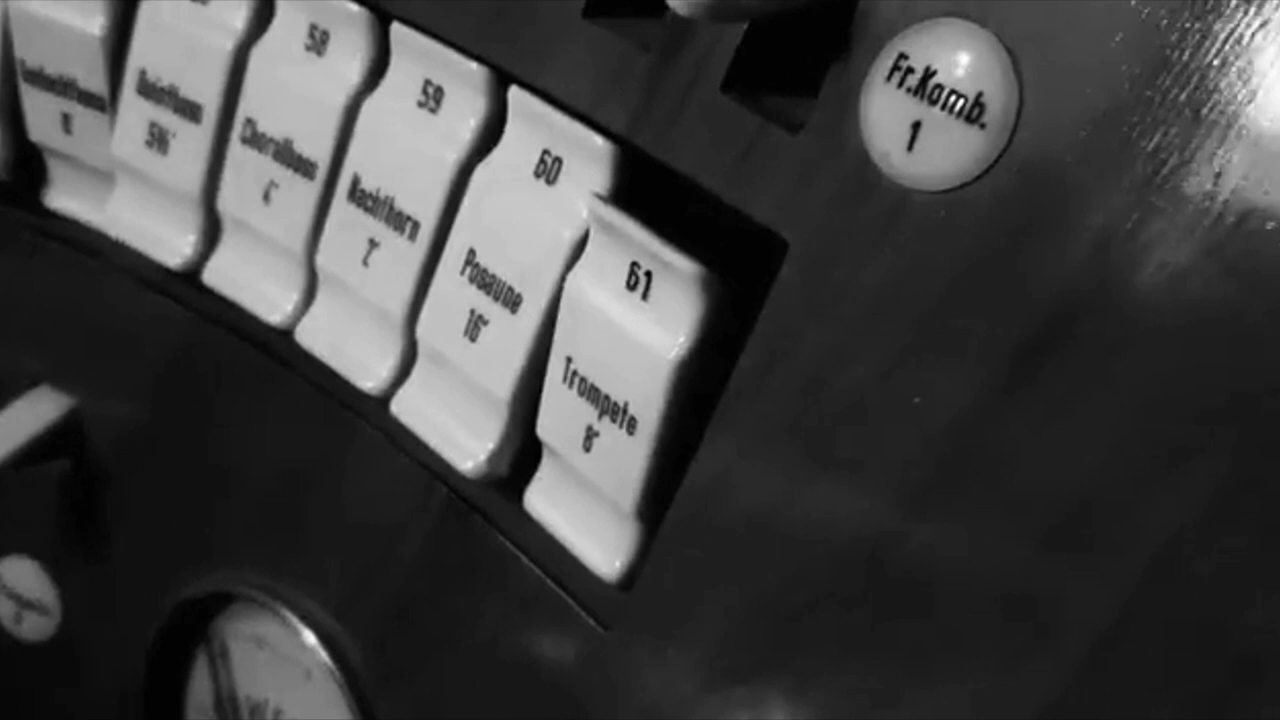 58
Choralbass
4'
59
Nachthorn
2'
60
Posaune
16'
61
Trompete
8'
Fr.Komb.
1